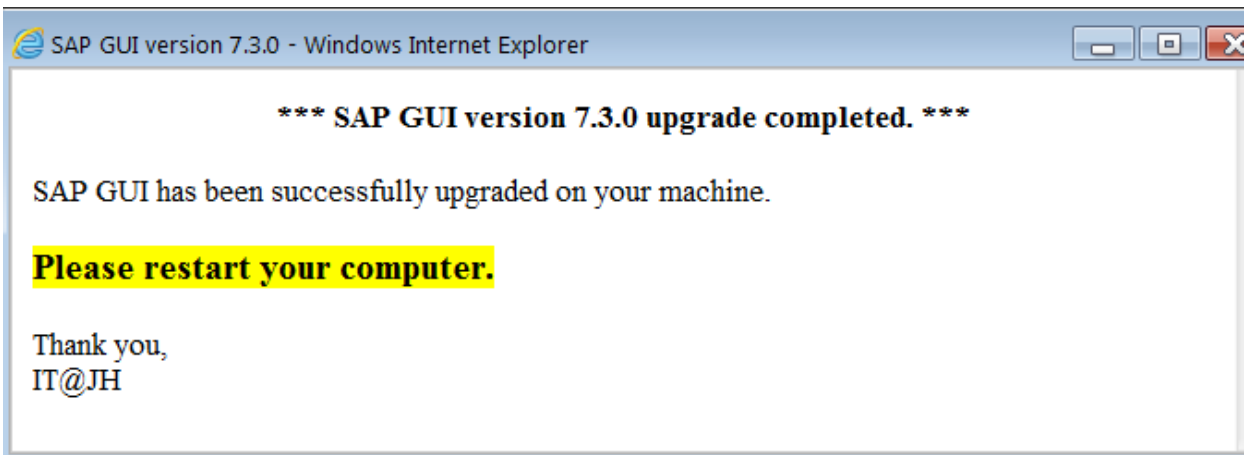 SAP GUI version 7.3.0 - Windows Internet Explorer
*** SAP GUI version 7.3.0 upgrade completed. ***
SAP GUI has been successfully upgraded on your machine.
Please restart your computer.
Thank you,
IT@JH